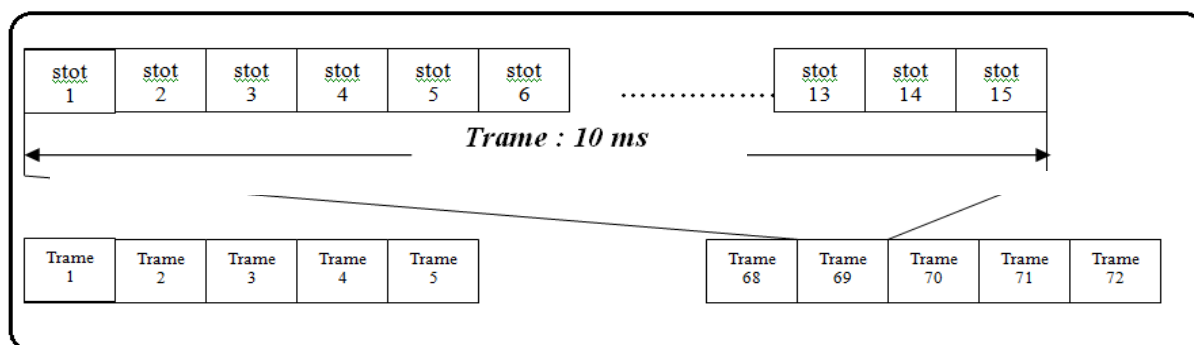 stot stot stot stot stot stot stot stot stot
1 2 3 4 5 6 .................. 13 14 15
Trame : 10 ms
Trame Trame Trame Trame Trame Trame Trame Trame Trame Trame
1 2 3 4 5 68 69 70 71 72